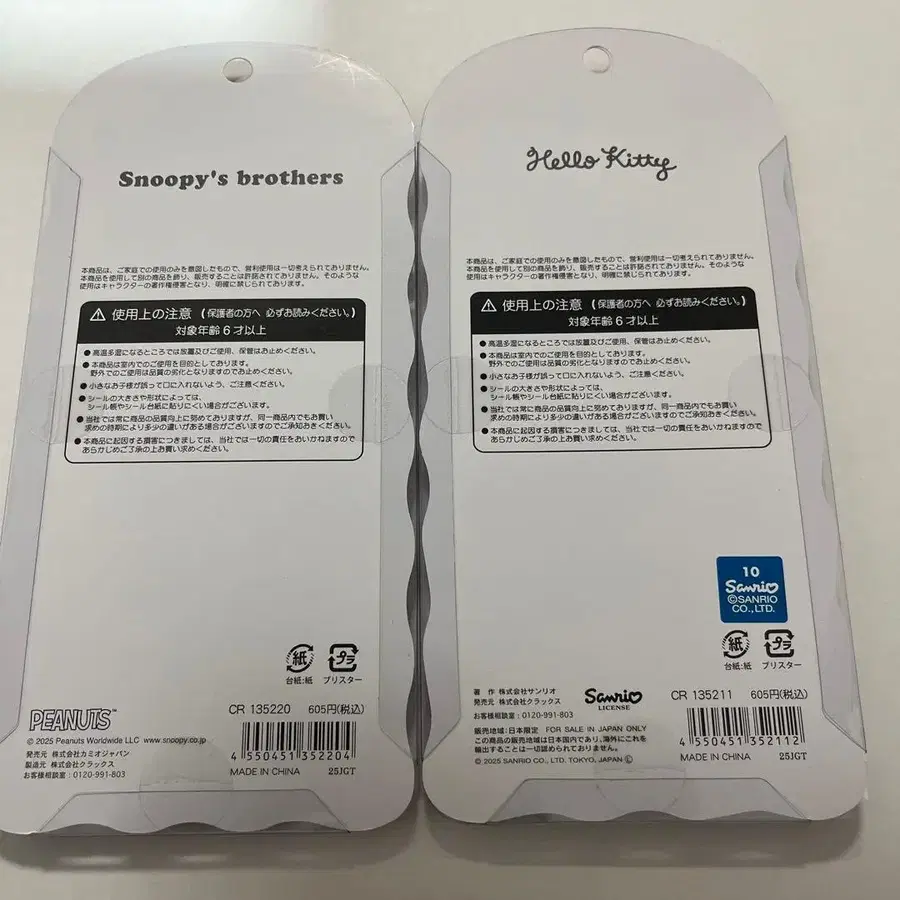 Snoopy's brothers
本商品は、ご家庭での使用のみを意図したもので、営利使用は一切考えられておりません。
本商品を使用して別の商品を飾り、販売することは許諾されておりません。そのような
使用はキャラクターの著作権侵害となり、明確に禁じられております。
⚠ 使用上の注意 (保護者の方へ 必ずお読みください。)
対象年齢6才以上
●高温多湿になるところでは放置及びご使用、保管はお止めください。
●本商品は室内でのご使用を目的としております。
野外でのご使用は品質の劣化となりますのでお止めください。
●小さなお子様が誤って口に入れないよう、ご注意ください。
●シールの大きさや形状によっては、
シール帳やシール台紙に貼りにくい場合がございます。
●当社では常に商品の品質向上に努めておりますが、同一商品内でもお買い
求めの時期により多少の違いがある場合がございますのでご承知おきください。
●本商品に起因する損害につきましては、当社では一切の責任をおいかねますので
あらかじめご了承の上お買い求めください。
紙
台紙:紙
プラ
ブリスター
PEANUTS™
© 2025 Peanuts Worldwide LLC www.snoopy.co.jp
発売元 株式会社カミオジャパン
製造元 株式会社クラックス
お客様相談室:0120-991-803
CR 135220 605円(税込)
4 550451 352204
MADE IN CHINA 25JGT
Hello Kitty
本商品は、ご家庭での使用のみを意図したもので、営利使用は一切考えられておりません。
本商品を使用して別の商品を飾り、販売することは許諾されておりません。そのような
使用はキャラクターの著作権侵害となり、明確に禁じられております。
⚠ 使用上の注意 (保護者の方へ 必ずお読みください。)
対象年齢6才以上
●高温多湿になるところでは放置及びご使用、保管はお止めください。
●本商品は室内でのご使用を目的としております。
野外でのご使用は品質の劣化となりますのでお止めください。
●小さなお子様が誤って口に入れないよう、ご注意ください。
●シールの大きさや形状によっては、
シール帳やシール台紙に貼りにくい場合がございます。
●当社では常に商品の品質向上に努めておりますが、同一商品内でもお買い
求めの時期により多少の違いがある場合がございますのでご承知おきください。
●本商品に起因する損害につきましては、当社では一切の責任をおいかねますので
あらかじめご了承の上お買い求めください。
10
Sanrio
©SANRIO
CO., LTD.
紙
台紙:紙
プラ
ブリスター
著 作 株式会社サンリオ
発売元 株式会社クラックス
お客様相談室:0120-991-803
Sanrio
LICENSE
販売地域:日本限定 FOR SALE IN JAPAN ONLY
この商品の販売地域は日本国内であり、海外にこれを
輸出することは一切認められておりません。
© 2025 SANRIO CO., LTD. TOKYO, JAPAN Ⓛ
CR 135211 605円(税込)
4 550451 352112
MADE IN CHINA 25JGT